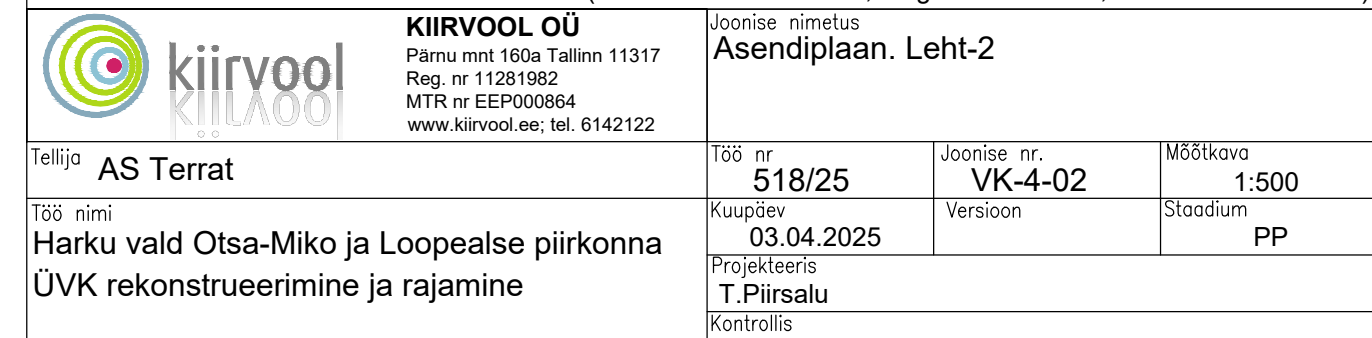 kiirvool
KIIRVOOL OÜ
Pärnu mnt 160a Tallinn 11317
Reg. nr 11281982
MTR nr EEP000864
www.kiirvool.ee; tel. 6142122
Joonise nimetus
Asendiplaan. Leht-2
Tellija AS Terrat
Töö nr
518/25
Joonise nr.
VK-4-02
Mõõtkava
1:500
Töö nimi
Harku vald Otsa-Miko ja Loopealse piirkonna
ÜVK rekonstrueerimine ja rajamine
Kuupäev
03.04.2025
Versioon
Staadium
PP
Projekteeris
T.Piirsalu
Kontrollis